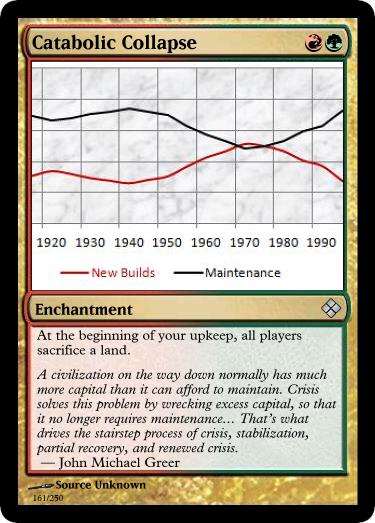 Catabolic Collapse
1920 1930 1940 1950 1960 1970 1980 1990
New Builds Maintenance
Enchantment
At the beginning of your upkeep, all players
sacrifice a land.
A civilization on the way down normally has much
more capital than it can afford to maintain. Crisis
solves this problem by wrecking excess capital, so that
it no longer requires maintenance... That's what
drives the stairstep process of crisis, stabilization,
partial recovery, and renewed crisis.
— John Michael Greer
Source Unknown
161/250